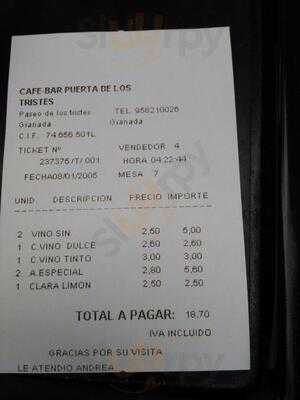 CAFE-BAR PUERTA DE LOS
TRISTES
Paseo de los tristes TEL. 958210026
Granada Granada
C.I.F. 74.656.501L
TICKET Nº VENDEDOR 4
237375 /T/ 001 HORA 04:22:44
FECHA08/01/2005 MESA 7
UNID. DESCRIPCION PRECIO IMPORTE
2 VINO SIN 2,50 5,00
1 C.VINO DULCE 2,60 2,60
1 C.VINO TINTO 3,00 3,00
2 A.ESPECIAL 2,80 5,60
1 CLARA LIMON 2,50 2,50
TOTAL A PAGAR: 18,70
IVA INCLUIDO
GRACIAS POR SU VISITA
LE ATENDIO ANDREA